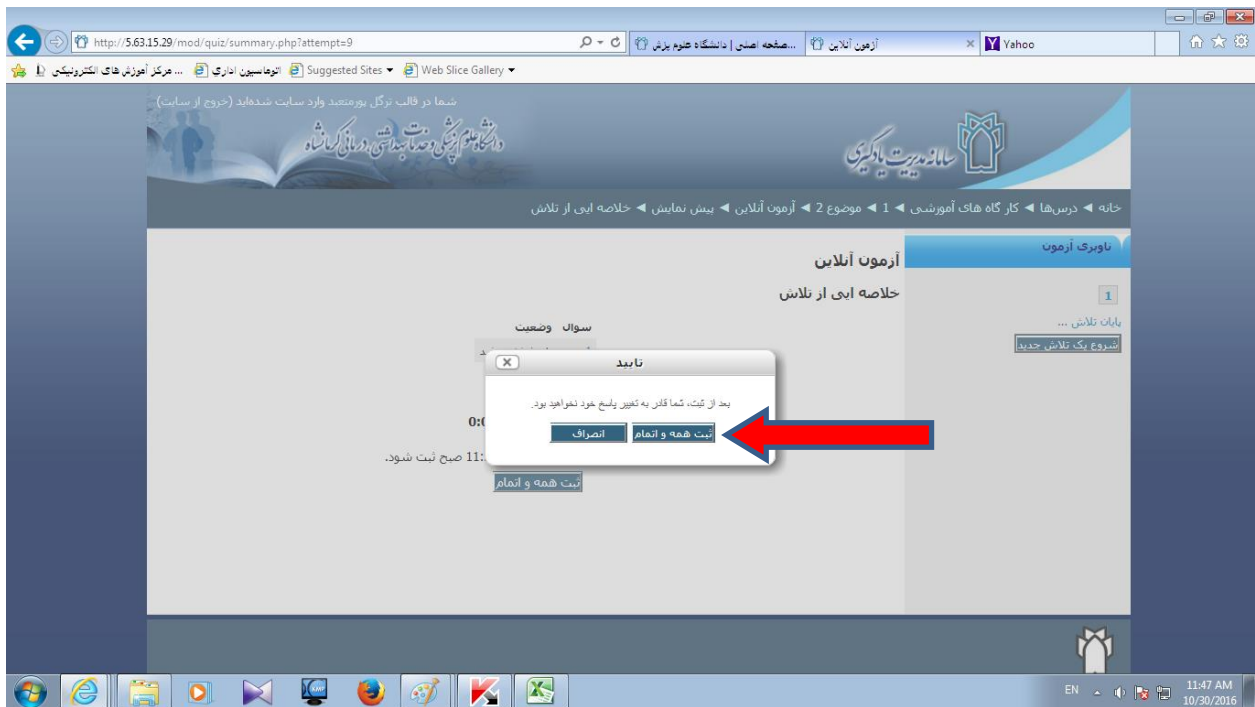 http://5.63.15.29/mod/quiz/summary.php?attempt=9
صفحه اصلی | دانشگاه علوم پزش...
آزمون آنلاین
Yahoo
مرکز آموزش های الکترونیکی ...
اتوماسیون اداری
Suggested Sites
Web Slice Gallery
شما در قالب نرگل پورمتعبد وارد سایت شده‌اید (خروج از سایت)
دانشگاه علوم پزشکی و خدمات بهداشتی درمانی کرمانشاه
سامانه مدیریت یادگیری
خانه ◄ درس‌ها ◄ کار گاه های آموزشی ◄ 1 ◄ موضوع 2 ◄ آزمون آنلاین ◄ پیش نمایش ◄ خلاصه ایی از تلاش
ناوبری آزمون
1
پایان تلاش ...
شروع یک تلاش جدید
آزمون آنلاین
خلاصه ایی از تلاش
سوال وضعیت
تایید
بعد از ثبت، شما قادر به تغییر پاسخ خود نخواهید بود.
ثبت همه و اتمام
انصراف
صبح ثبت شود.
ثبت همه و اتمام
EN
11:47 AM
10/30/2016